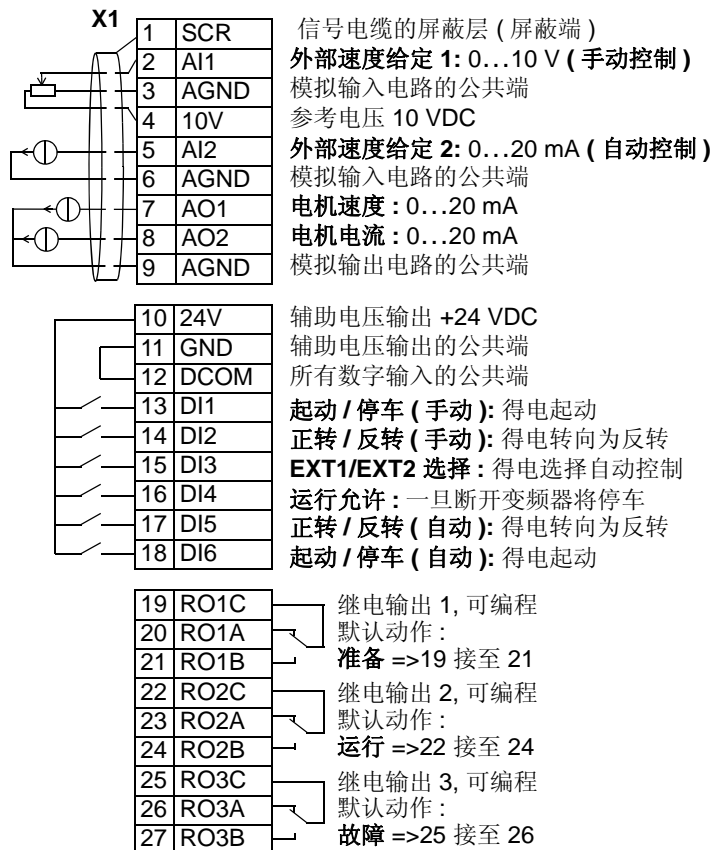 X1
1 SCR 信号电缆的屏蔽层 ( 屏蔽端 )
2 AI1 外部速度给定 1: 0…10 V ( 手动控制 )
3 AGND 模拟输入电路的公共端
4 10V 参考电压 10 VDC
5 AI2 外部速度给定 2: 0…20 mA ( 自动控制 )
6 AGND 模拟输入电路的公共端
7 AO1 电机速度 : 0…20 mA
8 AO2 电机电流 : 0…20 mA
9 AGND 模拟输出电路的公共端
10 24V 辅助电压输出 +24 VDC
11 GND 辅助电压输出的公共端
12 DCOM 所有数字输入的公共端
13 DI1 起动 / 停车 ( 手动 ): 得电起动
14 DI2 正转 / 反转 ( 手动 ): 得电转向为反转
15 DI3 EXT1/EXT2 选择 : 得电选择自动控制
16 DI4 运行允许 : 一旦断开变频器将停车
17 DI5 正转 / 反转 ( 自动 ): 得电转向为反转
18 DI6 起动 / 停车 ( 自动 ): 得电起动
19 RO1C 继电输出 1, 可编程
20 RO1A 默认动作 :
21 RO1B 准备 =>19 接至 21
22 RO2C 继电输出 2, 可编程
23 RO2A 默认动作 :
24 RO2B 运行 =>22 接至 24
25 RO3C 继电输出 3, 可编程
26 RO3A 默认动作 :
27 RO3B 故障 =>25 接至 26